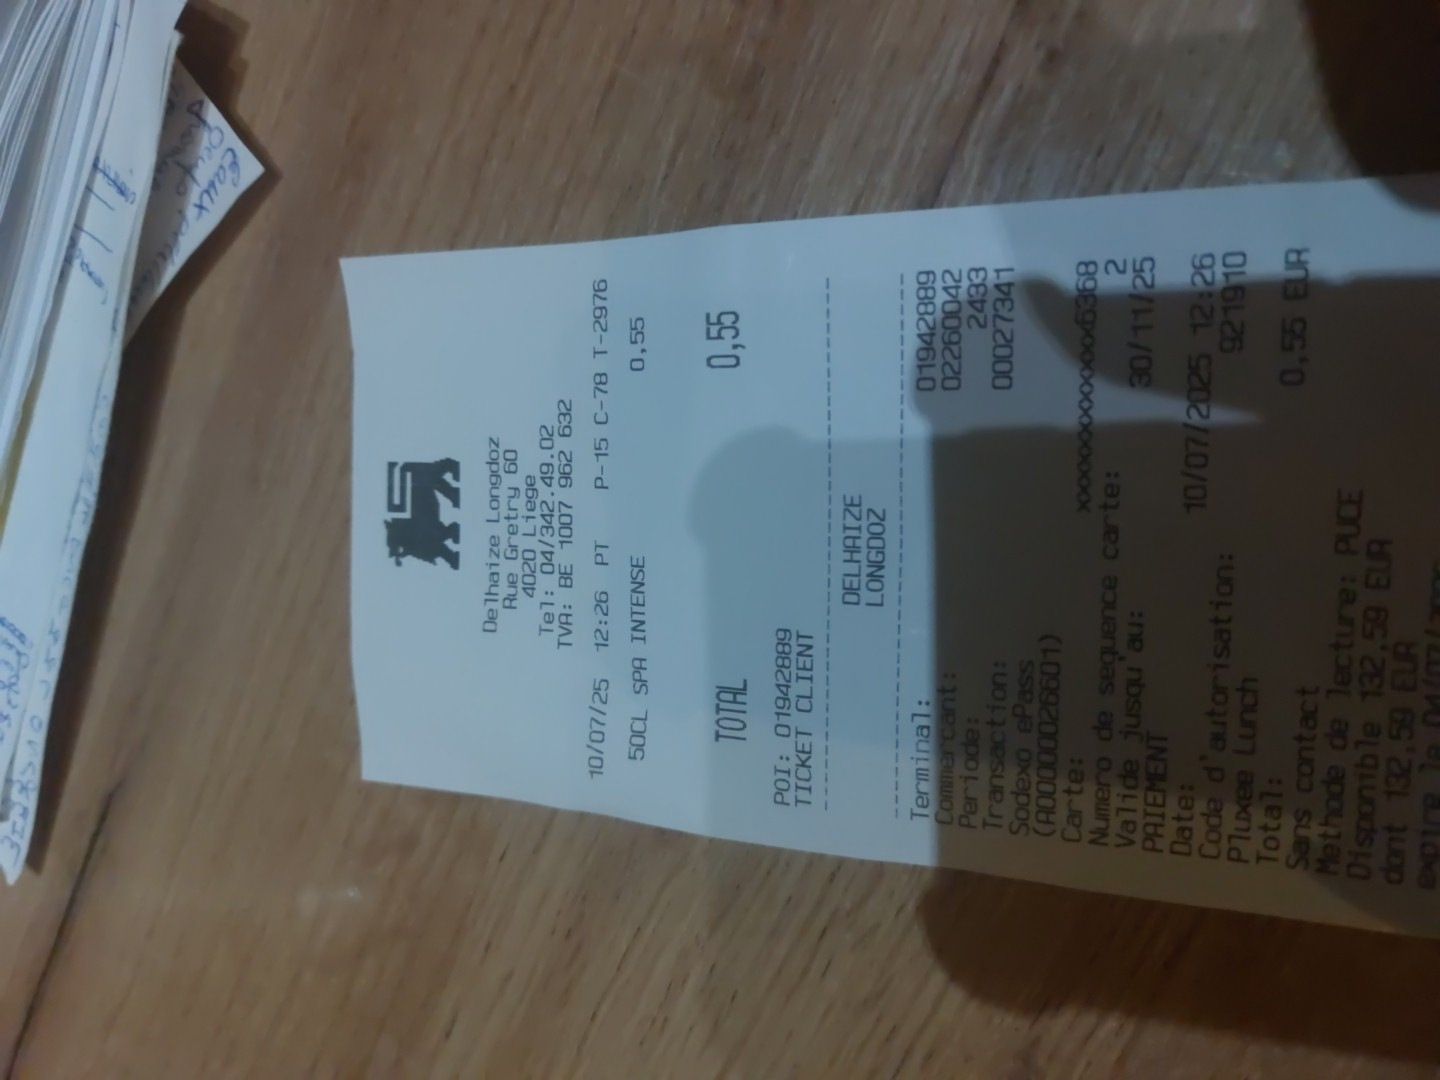 Delhaize Longdoz
Rue Gretry 60
4020 Liege
Tel: 04/342.49.02
TVA: BE 1007 962 632
10/07/25 12:26 PT P-15 C-78 T-2976
50CL SPA INTENSE 0,55
TOTAL 0,55
POI: 01942889
TICKET CLIENT
DELHAIZE
LONGDOZ
Terminal: 01942889
Commercant: 02260042
Periode: 2433
Transaction: 00027341
Sodexo ePass
(A0000000266601)
Carte: xxxxxxxxxxxxxxx6368
Numero de sequence carte: 2
Valide jusqu'au: 30/11/25
PAIEMENT
Date: 10/07/2025 12:26
Code d'autorisation: 921910
Pluxee Lunch
Total: 0,55 EUR
Sans contact
Methode de lecture: PUCE
Disponible 132,59 EUR
dont 132,59 EUR
expire le